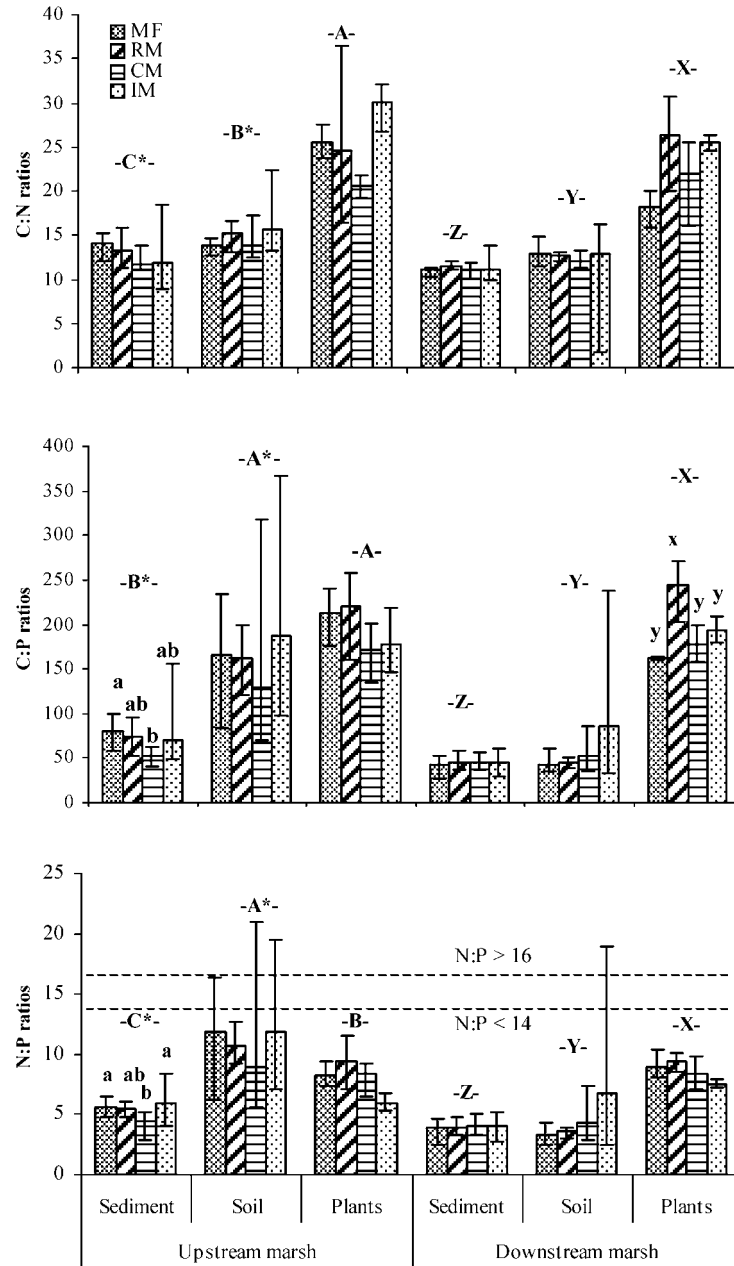 MF
RM
CM
IM
C:N ratios
40
35
30
25
20
15
10
5
0
-C*-
-B*-
-A-
-Z-
-Y-
-X-
C:P ratios
400
350
300
250
200
150
100
50
0
-B*-
a
ab
b
ab
-A*-
-A-
-Z-
-Y-
-X-
y
x
y
y
N:P ratios
25
20
15
10
5
0
-C*-
a
ab
b
a
-A*-
-B-
N:P > 16
N:P < 14
-Z-
-Y-
-X-
Sediment
Soil
Plants
Sediment
Soil
Plants
Upstream marsh
Downstream marsh